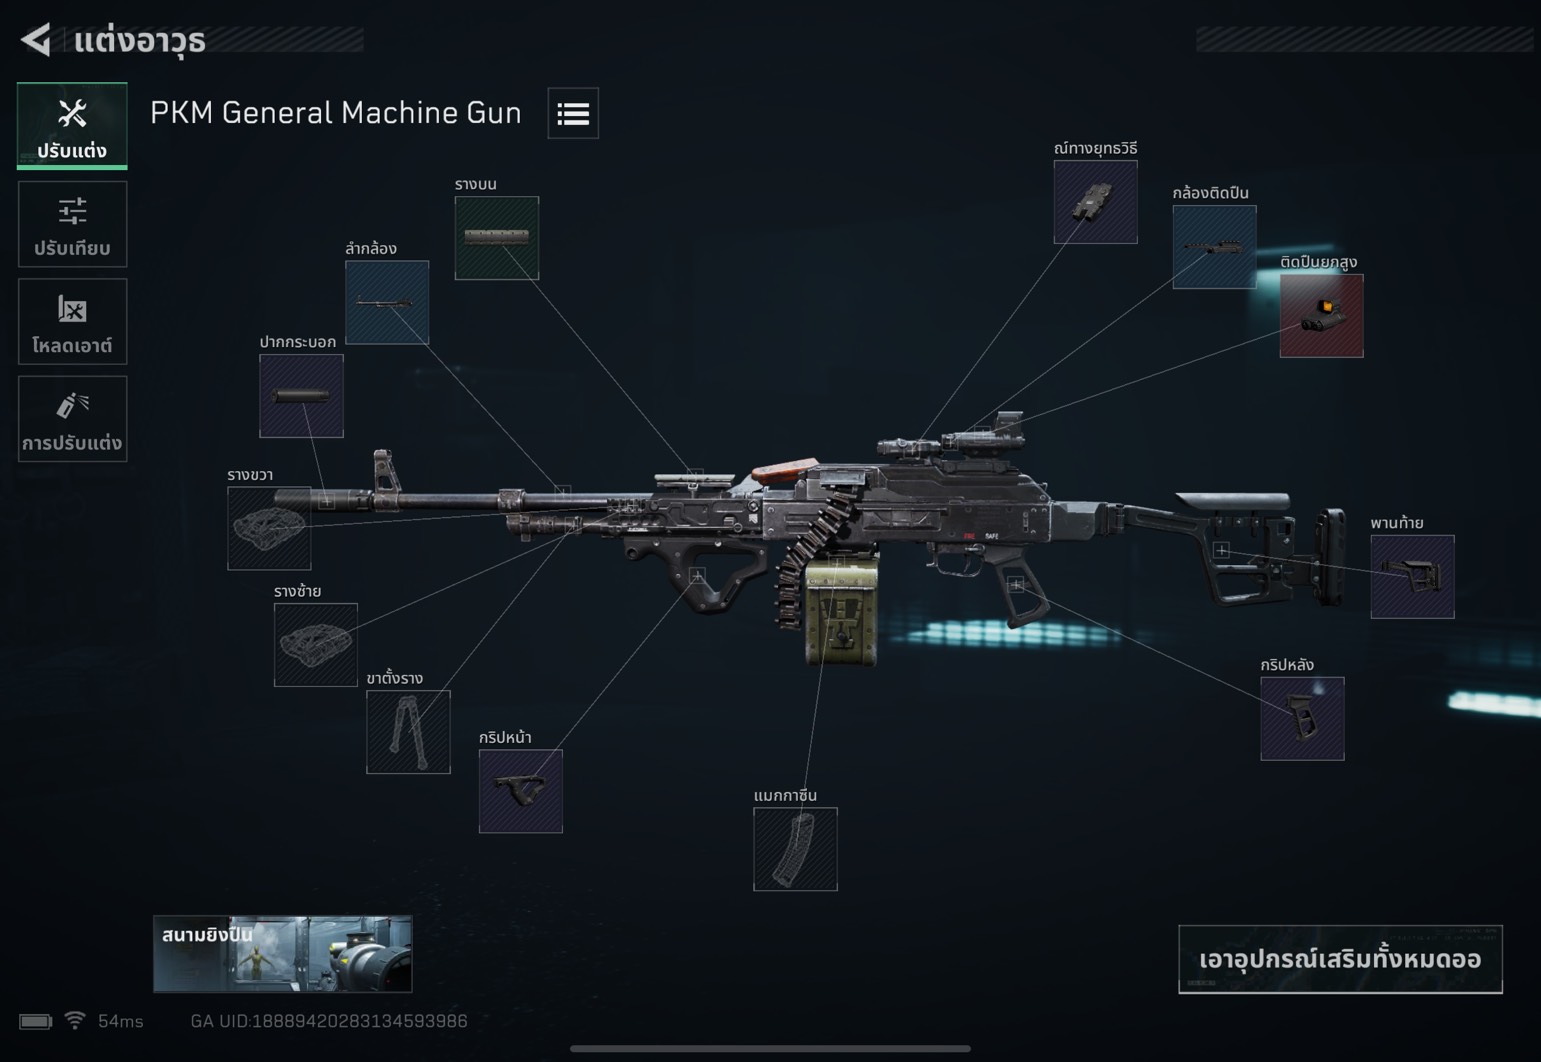 แต่งอาวุธ
ปรับแต่ง
PKM General Machine Gun
ณ์ทางยุทธวิธี
รางบน
กล้องติดปืน
ปรับเทียบ
ลำกล้อง
ติดปืนยกสูง
โหลดเอาต์
ปากกระบอก
การปรับแต่ง
รางขวา
พานท้าย
FIRE SAFE
รางซ้าย
กริปหลัง
ขาตั้งราง
กริปหน้า
แมกกาซีน
สนามยิงปืน
เอาอุปกรณ์เสริมทั้งหมดออ
54ms
GA UID:18889420283134593986